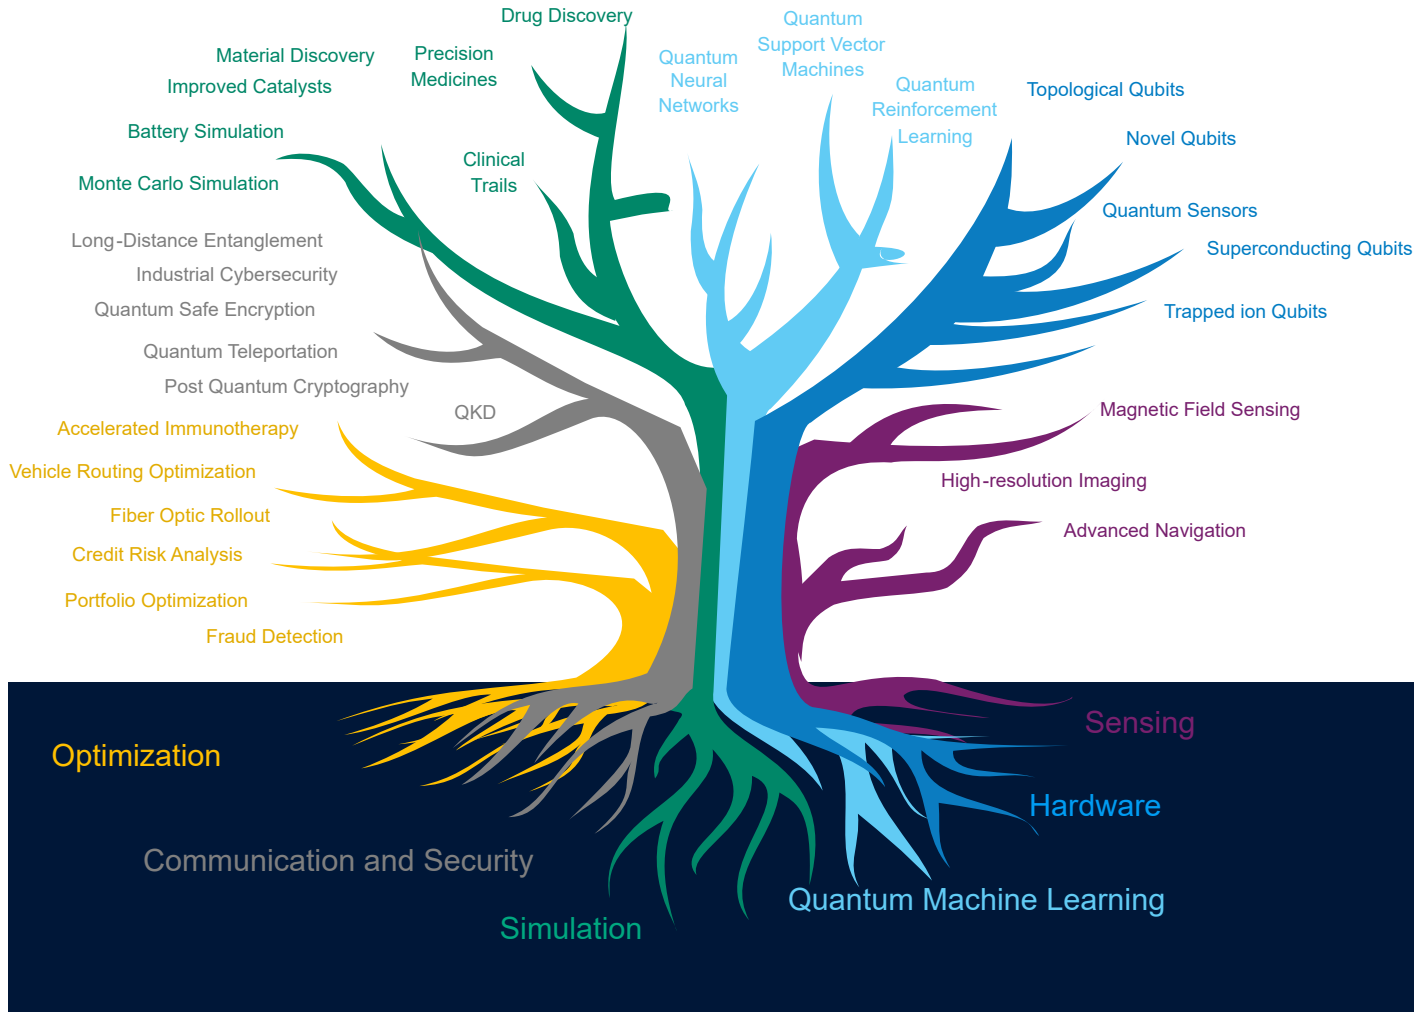 Drug Discovery
Material Discovery
Improved Catalysts
Precision
Medicines
Battery Simulation
Monte Carlo Simulation
Clinical
Trails
Quantum
Neural
Networks
Quantum
Support Vector
Machines
Quantum
Reinforcement
Learning
Topological Qubits
Novel Qubits
Quantum Sensors
Superconducting Qubits
Trapped ion Qubits
Long-Distance Entanglement
Industrial Cybersecurity
Quantum Safe Encryption
Quantum Teleportation
Post Quantum Cryptography
QKD
Accelerated Immunotherapy
Vehicle Routing Optimization
Fiber Optic Rollout
Credit Risk Analysis
Portfolio Optimization
Fraud Detection
Magnetic Field Sensing
High-resolution Imaging
Advanced Navigation
Optimization
Communication and Security
Simulation
Quantum Machine Learning
Hardware
Sensing